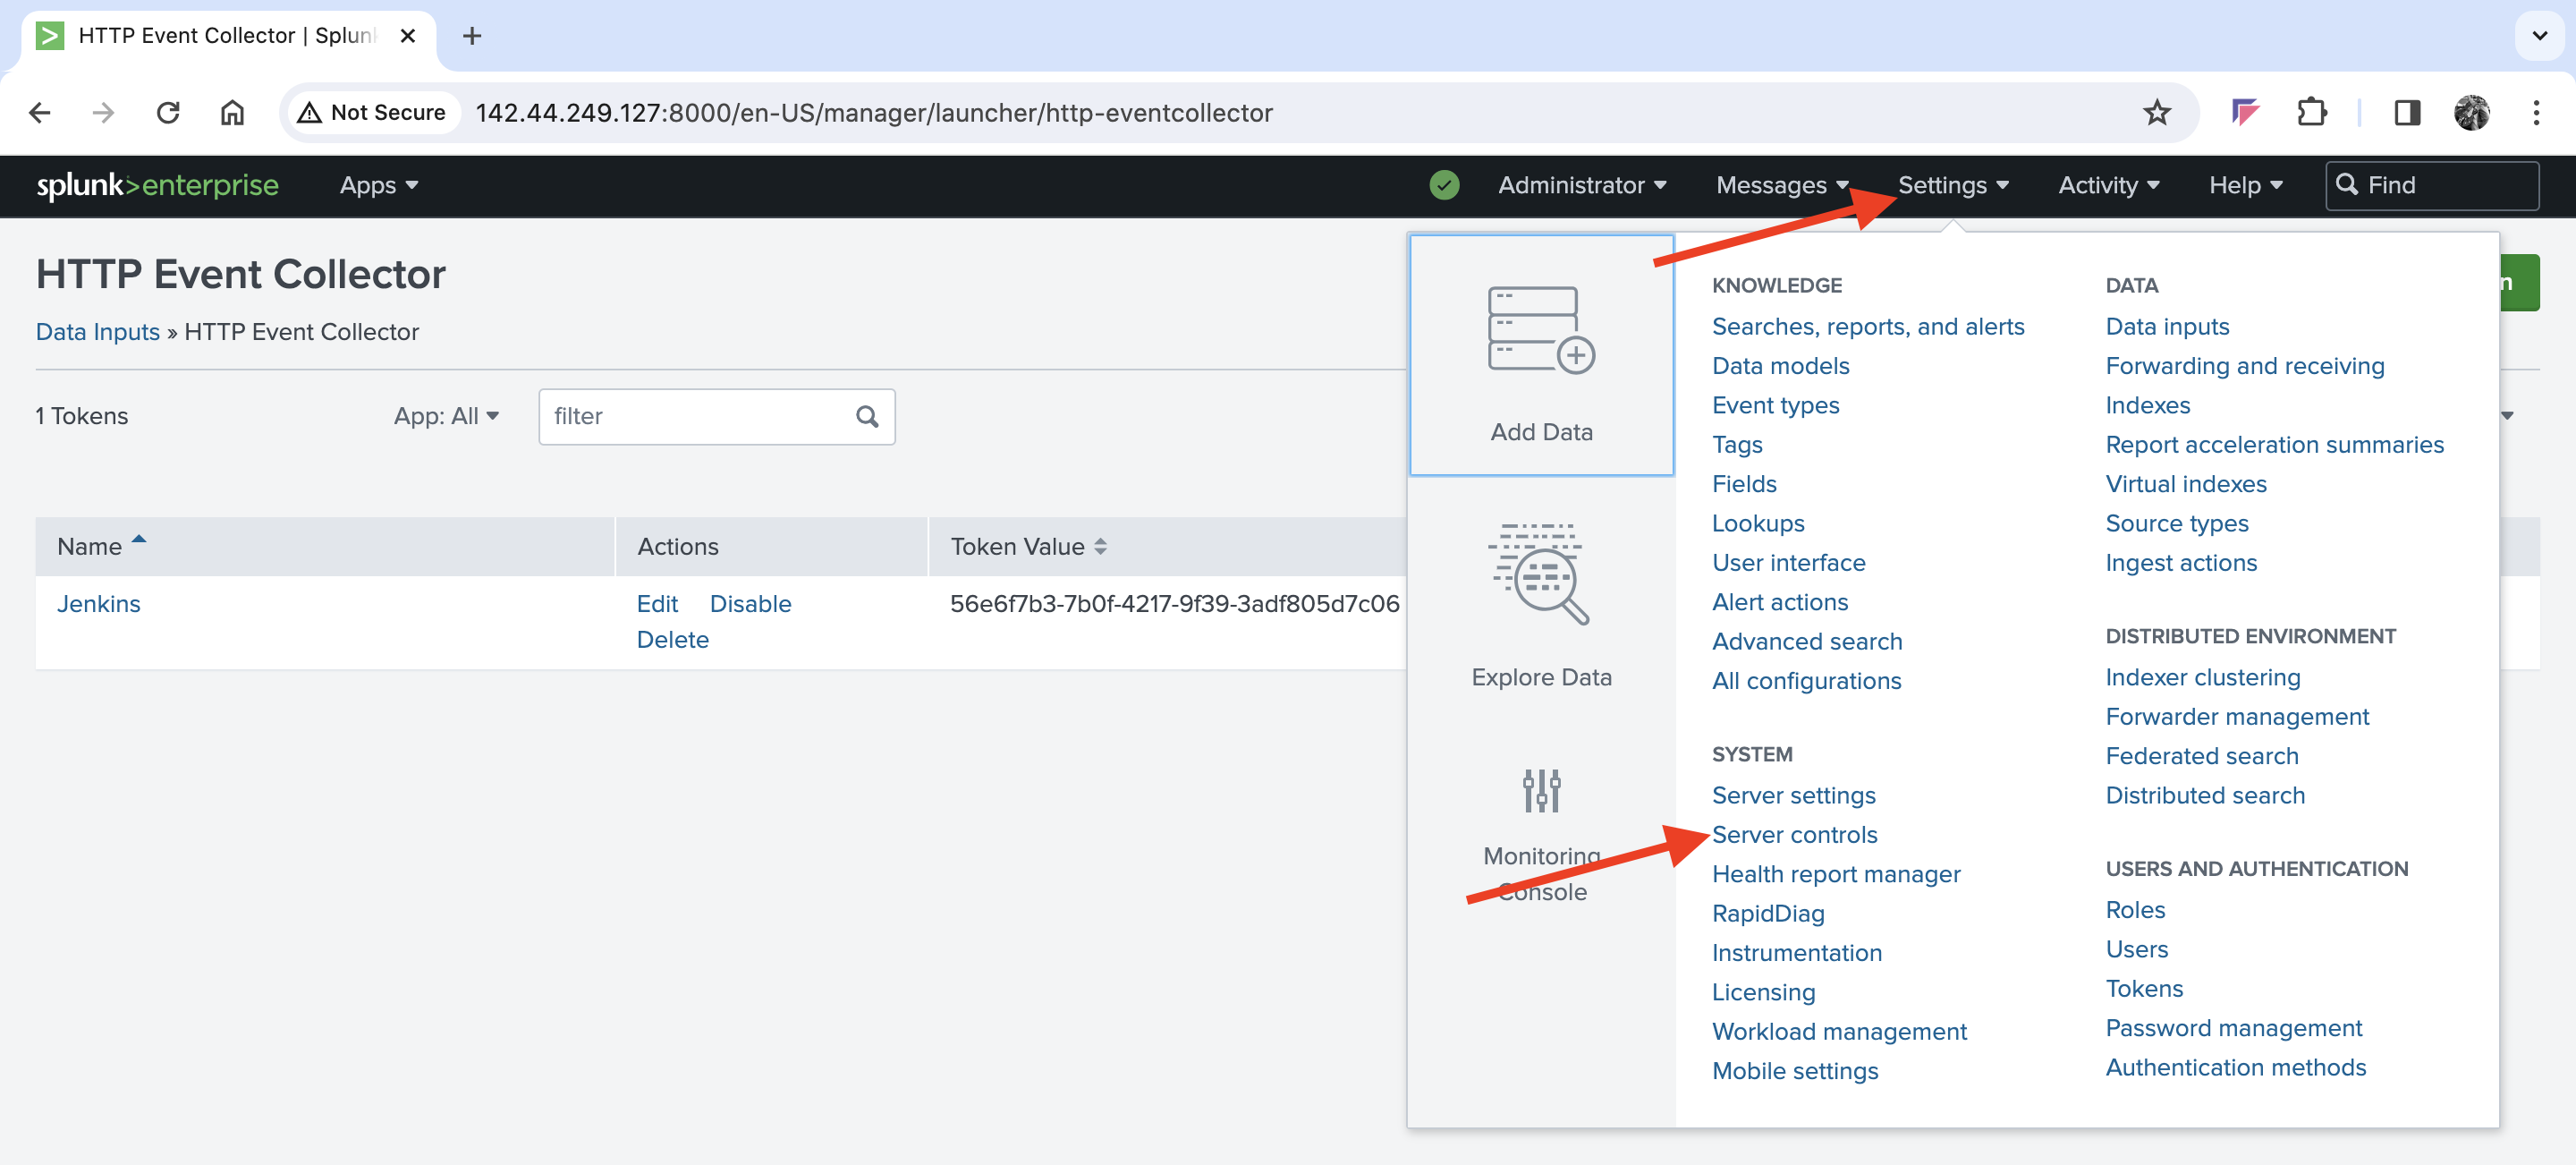 HTTP Event Collector | Splun
Not Secure
142.44.249.127:8000/en-US/manager/launcher/http-eventcollector
splunk>enterprise
Apps
Administrator
Messages
Settings
Activity
Help
Find
HTTP Event Collector
Data Inputs » HTTP Event Collector
n
1 Tokens
App: All
filter
Name
Actions
Token Value
Jenkins
Edit
Disable
Delete
56e6f7b3-7b0f-4217-9f39-3adf805d7c06
Add Data
Explore Data
Monitoring
Console
KNOWLEDGE
Searches, reports, and alerts
Data models
Event types
Tags
Fields
Lookups
User interface
Alert actions
Advanced search
All configurations
SYSTEM
Server settings
Server controls
Health report manager
RapidDiag
Instrumentation
Licensing
Workload management
Mobile settings
DATA
Data inputs
Forwarding and receiving
Indexes
Report acceleration summaries
Virtual indexes
Source types
Ingest actions
DISTRIBUTED ENVIRONMENT
Indexer clustering
Forwarder management
Federated search
Distributed search
USERS AND AUTHENTICATION
Roles
Users
Tokens
Password management
Authentication methods